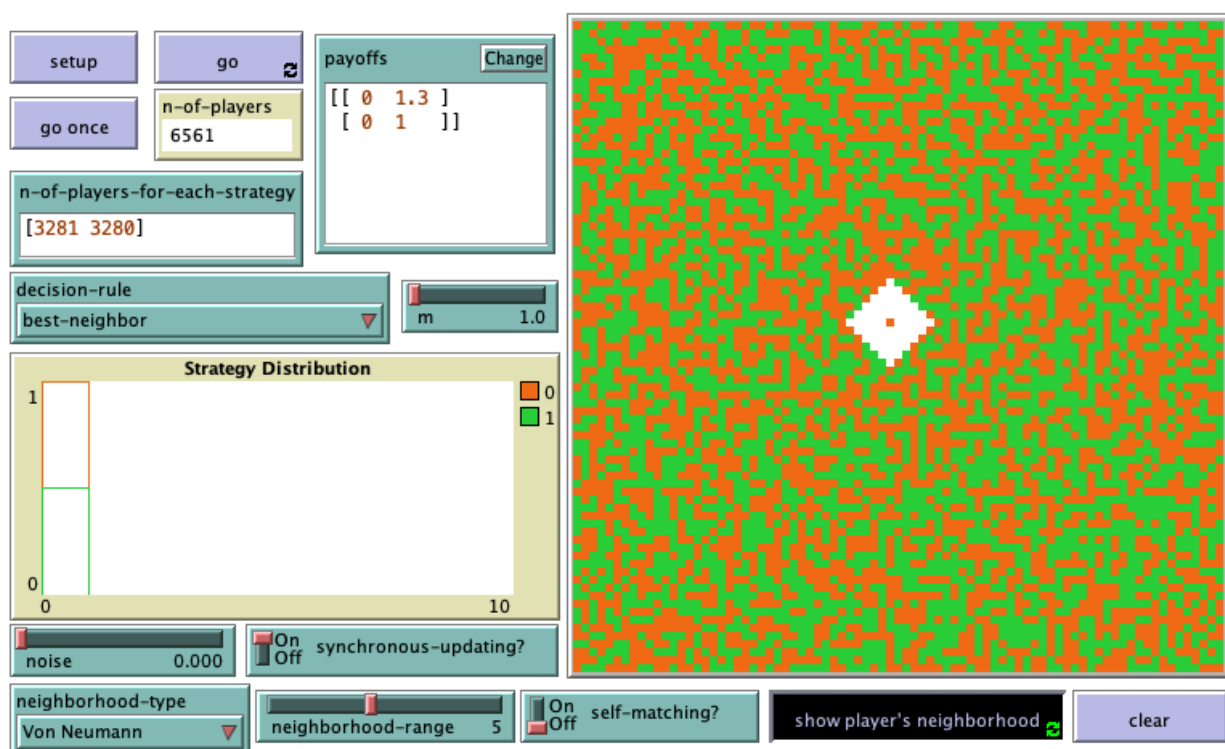 setup
go
payoffs
Change
[[ 0 1.3 ]
[ 0 1 ]]
go once
n-of-players
6561
n-of-players-for-each-strategy
[3281 3280]
decision-rule
best-neighbor
m 1.0
Strategy Distribution
1
0
0 10
0
1
noise 0.000
On
Off
synchronous-updating?
neighborhood-type
Von Neumann
neighborhood-range 5
On
Off
self-matching?
show player's neighborhood
clear